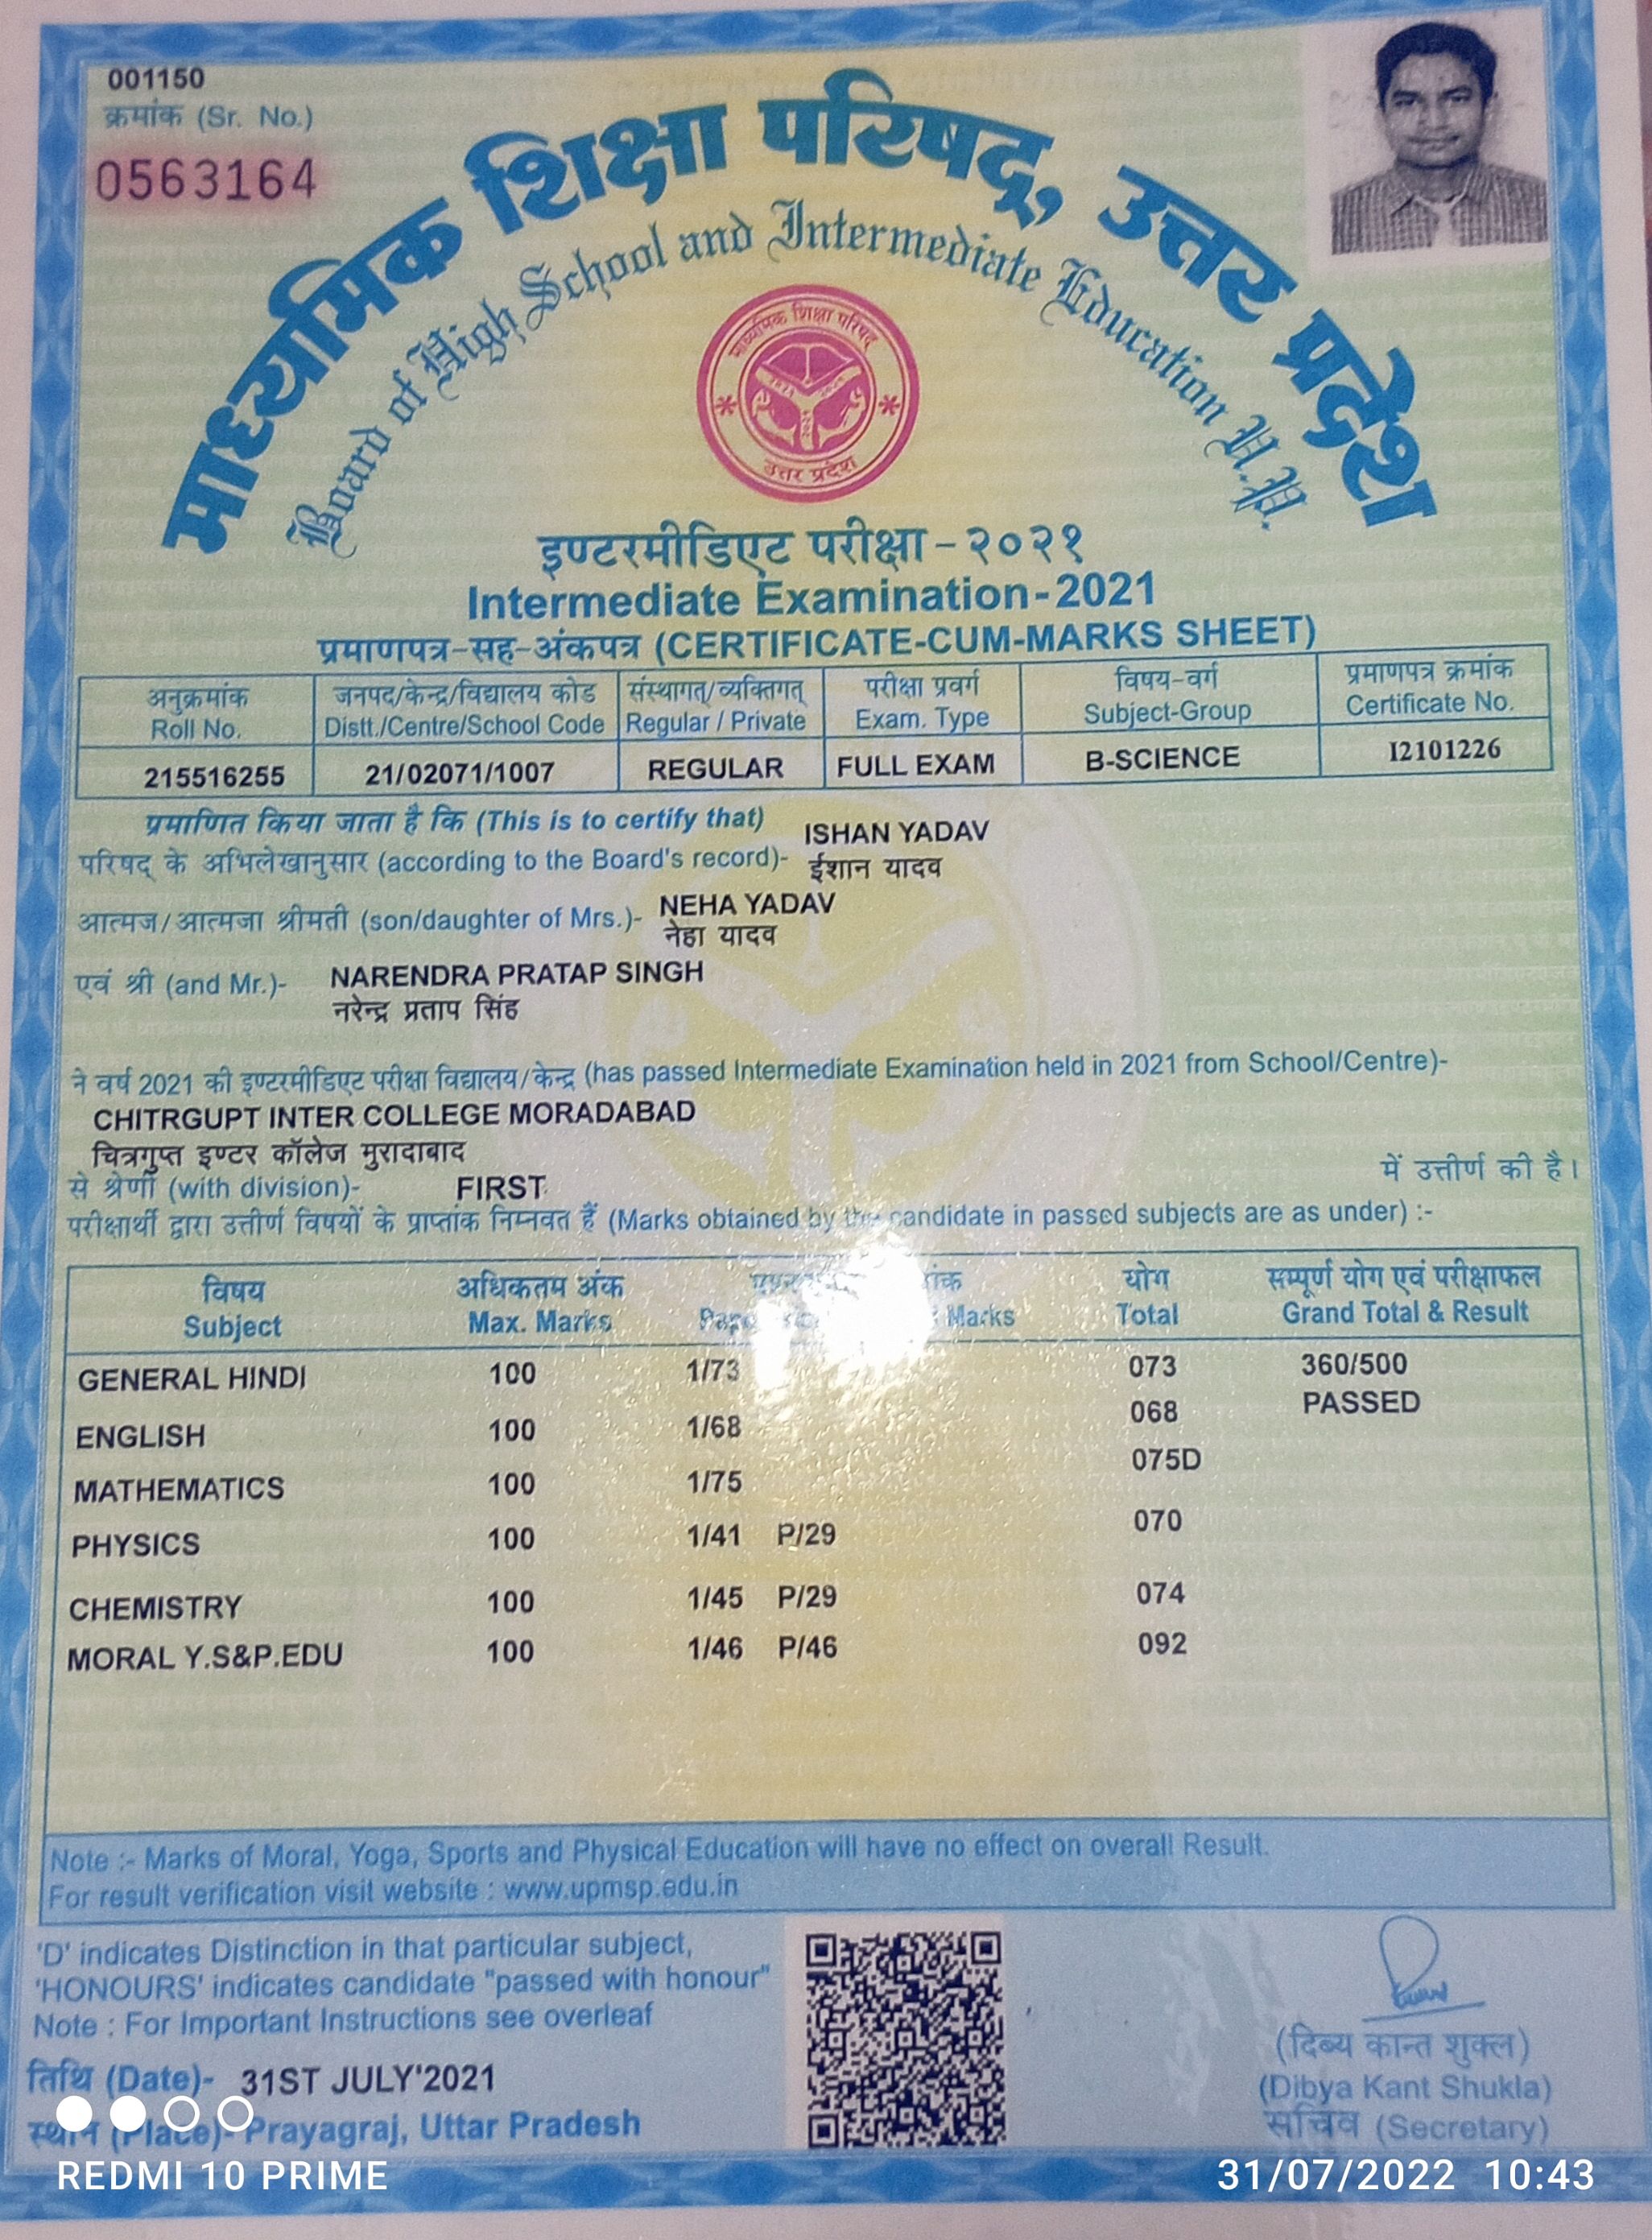 001150
क्रमांक (Sr. No.)
0563164
माध्यमिक शिक्षा परिषद्, उत्तर प्रदेश
Board of High School and Intermediate Education U.P.
माध्यमिक शिक्षा परिषद्
उत्तर प्रदेश
इण्टरमीडिएट परीक्षा-२०२१
Intermediate Examination-2021
प्रमाणपत्र-सह-अंकपत्र (CERTIFICATE-CUM-MARKS SHEET)
अनुक्रमांक जनपद/केन्द्र/विद्यालय कोड संस्थागत्/व्यक्तिगत् परीक्षा प्रवर्ग विषय-वर्ग प्रमाणपत्र क्रमांक
Roll No. Distt./Centre/School Code Regular / Private Exam. Type Subject-Group Certificate No.
215516255 21/02071/1007 REGULAR FULL EXAM B-SCIENCE I2101226
प्रमाणित किया जाता है कि (This is to certify that) ISHAN YADAV
परिषद् के अभिलेखानुसार (according to the Board's record)- ईशान यादव
आत्मज/आत्मजा श्रीमती (son/daughter of Mrs.)- NEHA YADAV
नेहा यादव
एवं श्री (and Mr.)- NARENDRA PRATAP SINGH
नरेन्द्र प्रताप सिंह
ने वर्ष 2021 की इण्टरमीडिएट परीक्षा विद्यालय/केन्द्र (has passed Intermediate Examination held in 2021 from School/Centre)-
CHITRGUPT INTER COLLEGE MORADABAD
चित्रगुप्त इण्टर कॉलेज मुरादाबाद
में उत्तीर्ण की है।
से श्रेणी (with division)- FIRST
परीक्षार्थी द्वारा उत्तीर्ण विषयों के प्राप्तांक निम्नवत हैं (Marks obtained by the candidate in passed subjects are as under) :-
विषय अधिकतम अंक योग सम्पूर्ण योग एवं परीक्षाफल
Subject Max. Marks Marks Total Grand Total & Result
GENERAL HINDI 100 1/73 073 360/500
PASSED
ENGLISH 100 1/68 068
MATHEMATICS 100 1/75 075D
PHYSICS 100 1/41 P/29 070
CHEMISTRY 100 1/45 P/29 074
MORAL Y.S&P.EDU 100 1/46 P/46 092
Note :- Marks of Moral, Yoga, Sports and Physical Education will have no effect on overall Result.
For result verification visit website : www.upmsp.edu.in
'D' indicates Distinction in that particular subject,
'HONOURS' indicates candidate "passed with honour"
Note : For Important Instructions see overleaf
तिथि (Date)- 31ST JULY'2021
स्थान (Place)- Prayagraj, Uttar Pradesh
(दिब्य कान्त शुक्ल)
(Dibya Kant Shukla)
सचिव (Secretary)
REDMI 10 PRIME
31/07/2022 10:43